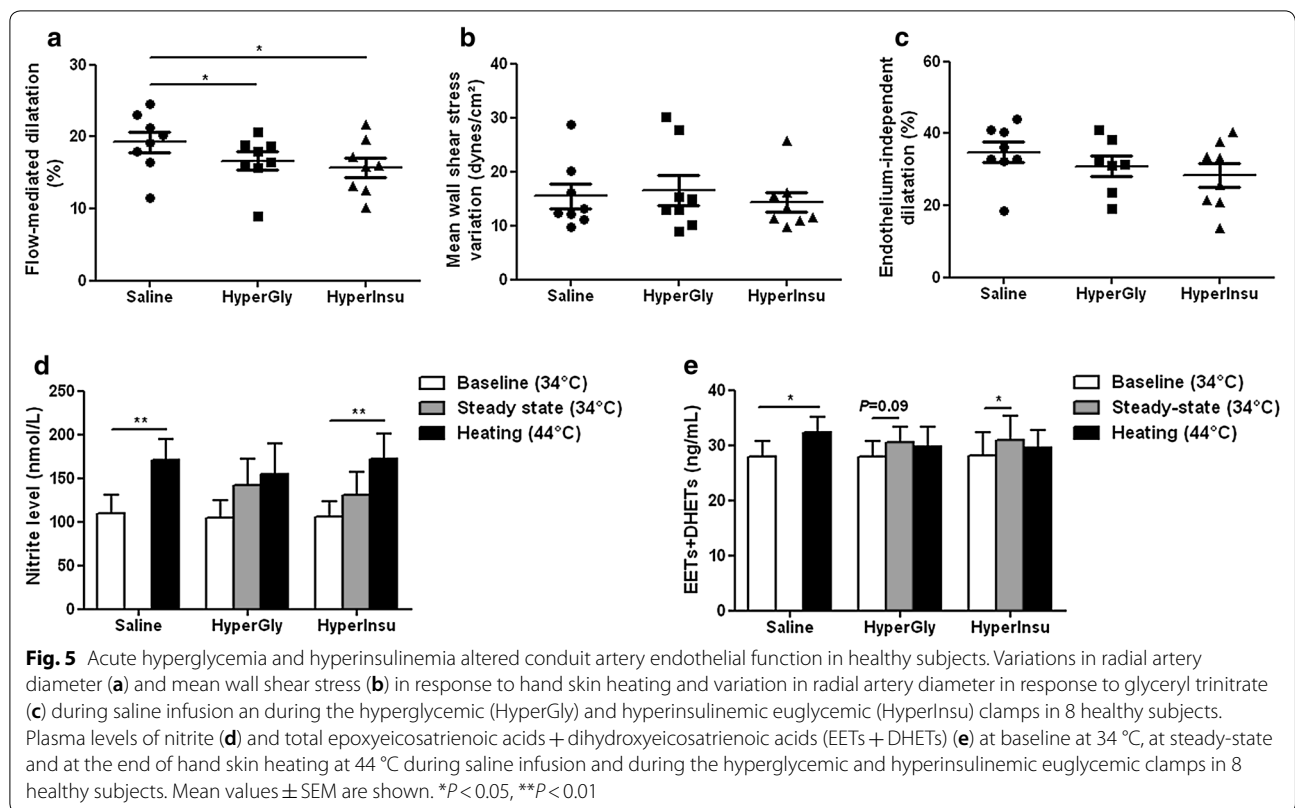 a
Flow-mediated dilatation
(%)
30
20
10
0
*
*
Saline HyperGly HyperInsu
b
Mean wall shear stress
variation (dynes/cm²)
40
30
20
10
0
Saline HyperGly HyperInsu
c
Endothelium-independent
dilatation (%)
60
40
20
0
Saline HyperGly HyperInsu
d
Nitrite level (nmol/L)
250
200
150
100
50
0
**
**
Saline HyperGly HyperInsu
Baseline (34°C)
Steady state (34°C)
Heating (44°C)
e
EETs+DHETs (ng/mL)
40
30
20
10
0
*
P=0.09
*
Saline HyperGly HyperInsu
Baseline (34°C)
Steady-state (34°C)
Heating (44°C)
Fig. 5 Acute hyperglycemia and hyperinsulinemia altered conduit artery endothelial function in healthy subjects. Variations in radial artery
diameter (a) and mean wall shear stress (b) in response to hand skin heating and variation in radial artery diameter in response to glyceryl trinitrate
(c) during saline infusion an during the hyperglycemic (HyperGly) and hyperinsulinemic euglycemic (HyperInsu) clamps in 8 healthy subjects.
Plasma levels of nitrite (d) and total epoxyeicosatrienoic acids + dihydroxyeicosatrienoic acids (EETs + DHETs) (e) at baseline at 34 °C, at steady-state
and at the end of hand skin heating at 44 °C during saline infusion and during the hyperglycemic and hyperinsulinemic euglycemic clamps in 8
healthy subjects. Mean values ± SEM are shown. *P < 0.05, **P < 0.01